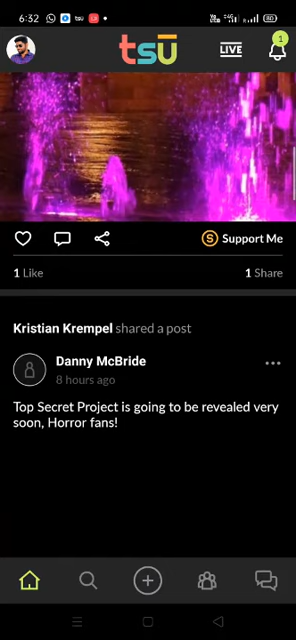 6:32
tsu
LIVE
1
Support Me
1 Like
1 Share
Kristian Krempel shared a post
Danny McBride
8 hours ago
Top Secret Project is going to be revealed very
soon, Horror fans!